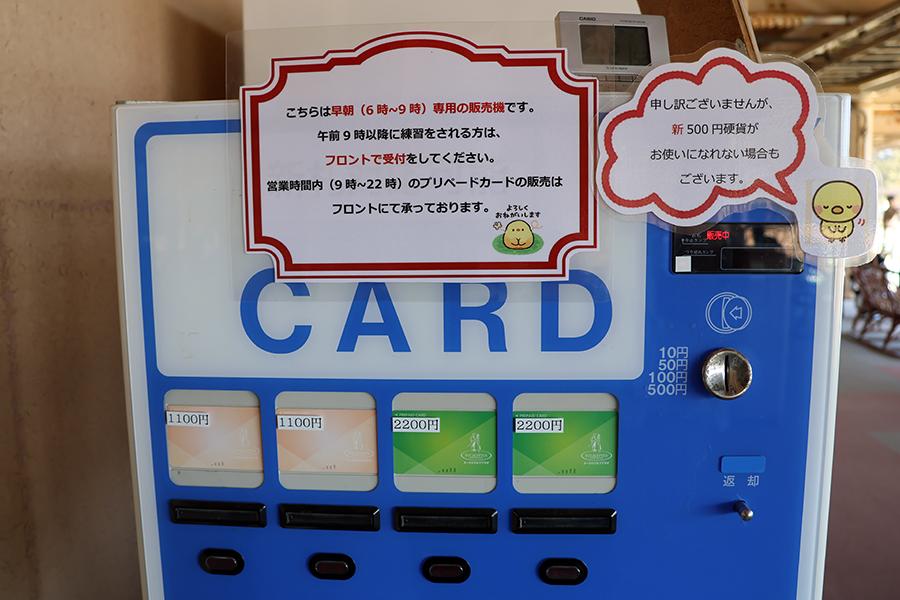 CASIO
こちらは早朝（6時~9時）専用の販売機です。
午前9時以降に練習をされる方は、
フロントで受付をしてください。
営業時間内（9時~22時）のプリペードカードの販売は
フロントにて承っております。
よろしく
おねがいします
申し訳ございませんが、
新500円硬貨が
お使いになれない場合も
ございます。
販売中
CARD
10円
50円
100円
500円
1100円
1100円
PREPAID CARD
2200円
PREPAID CARD
2200円
返却